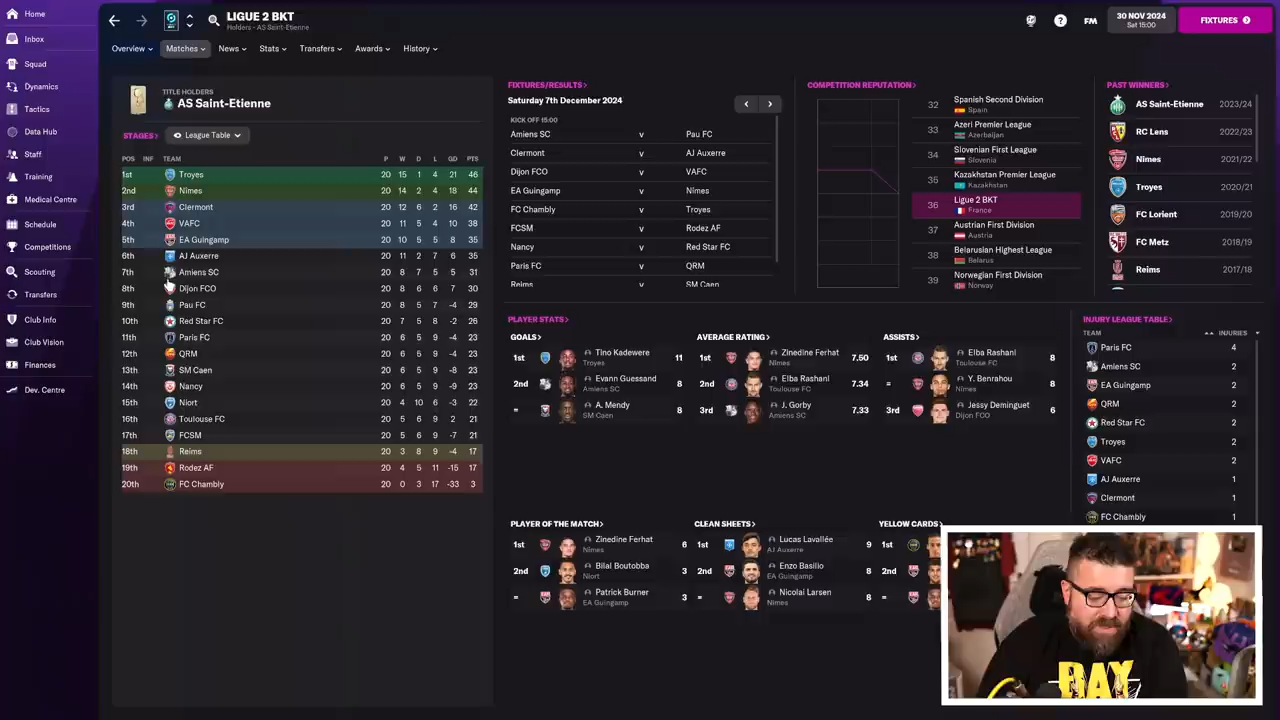 Home
Inbox
Squad
Dynamics
Tactics
Data Hub
Staff
Training
Medical Centre
Schedule
Competitions
Scouting
Transfers
Club Info
Club Vision
Finances
Dev. Centre
LIGUE 2 BKT
Holders - AS Saint-Etienne
FM
30 NOV 2024
Sat 15:00
FIXTURES
Overview Matches News Stats Transfers Awards History
TITLE HOLDERS
AS Saint-Etienne
STAGES> League Table
POS INF TEAM P W D L GD PTS
1st Troyes 20 15 1 4 21 46
2nd Nîmes 20 14 2 4 18 44
3rd Clermont 20 12 6 2 16 42
4th VAFC 20 11 5 4 10 38
5th EA Guingamp 20 10 5 5 8 35
6th AJ Auxerre 20 11 2 7 6 35
7th Amiens SC 20 8 7 5 5 31
8th Dijon FCO 20 8 6 6 7 30
9th Pau FC 20 8 5 7 -4 29
10th Red Star FC 20 7 5 8 -2 26
11th Paris FC 20 6 5 9 -4 23
12th QRM 20 6 5 9 -4 23
13th SM Caen 20 6 5 9 -4 23
14th Nancy 20 6 5 9 -9 23
15th Niort 20 4 10 6 -3 22
16th Toulouse FC 20 5 6 9 2 21
17th FCSM 20 5 6 9 -7 21
18th Reims 20 3 8 9 -4 17
19th Rodez AF 20 4 5 11 -15 17
20th FC Chambly 20 0 3 17 -33 3
FIXTURES/RESULTS>
Saturday 7th December 2024
KICK OFF 15:00
Amiens SC v Pau FC
Clermont v AJ Auxerre
Dijon FCO v VAFC
EA Guingamp v Nîmes
FC Chambly v Troyes
FCSM v Rodez AF
Nancy v Red Star FC
Paris FC v QRM
Reims v SM Caen
COMPETITION REPUTATION>
32 Spanish Second Division
Spain
33 Azeri Premier League
Azerbaijan
34 Slovenian First League
Slovenia
35 Kazakhstan Premier League
Kazakhstan
36 Ligue 2 BKT
France
37 Austrian First Division
Austria
38 Belarusian Highest League
Belarus
39 Norwegian First Division
Norway
PAST WINNERS>
AS Saint-Etienne 2023/24
RC Lens 2022/23
Nîmes 2021/22
Troyes 2020/21
FC Lorient 2019/20
FC Metz 2018/19
Reims 2017/18
PLAYER STATS>
GOALS>
1st Tino Kadewere 11
Troyes
2nd Evann Guessand 8
Amiens SC
= A. Mendy 8
SM Caen
AVERAGE RATING>
1st Zinedine Ferhat 7.50
Nîmes
2nd Elba Rashani 7.34
Toulouse FC
3rd J. Gorby 7.33
Amiens SC
ASSISTS>
1st Elba Rashani 8
Toulouse FC
= Y. Benrahou 8
Nîmes
3rd Jessy Deminguet 6
Dijon FCO
INJURY LEAGUE TABLE>
TEAM INJURIES
Paris FC 4
Amiens SC 2
EA Guingamp 2
QRM 2
Red Star FC 2
Troyes 2
VAFC 2
AJ Auxerre 1
Clermont 1
FC Chambly 1
PLAYER OF THE MATCH>
1st Zinedine Ferhat 6
Nîmes
2nd Bilal Boutobba 3
Niort
= Patrick Burner 3
EA Guingamp
CLEAN SHEETS>
1st Lucas Lavallée 9
AJ Auxerre
2nd Enzo Basilio 8
EA Guingamp
= Nicolai Larsen 8
Nîmes
YELLOW CARDS>
1st
2nd
=
BAY